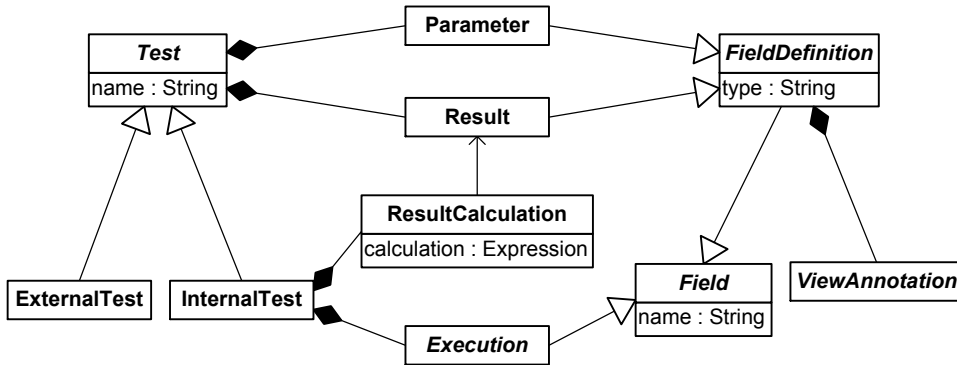 Parameter
Test
name : String
FieldDefinition
type : String
Result
ResultCalculation
calculation : Expression
ExternalTest
InternalTest
Field
name : String
ViewAnnotation
Execution